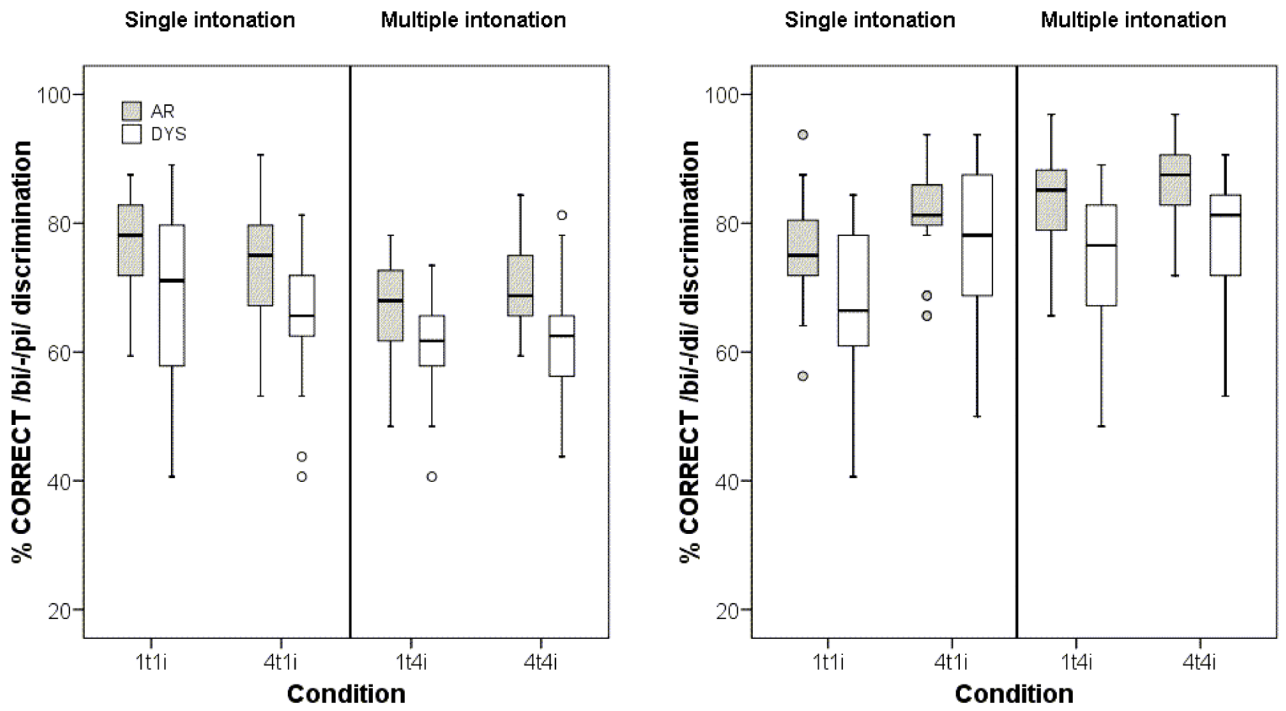 Single intonation Multiple intonation
% CORRECT /bi/-/pi/ discrimination
100
80
60
40
20
AR
DYS
1t1i 4t1i 1t4i 4t4i
Condition
Single intonation Multiple intonation
% CORRECT /bi/-/di/ discrimination
100
80
60
40
20
1t1i 4t1i 1t4i 4t4i
Condition